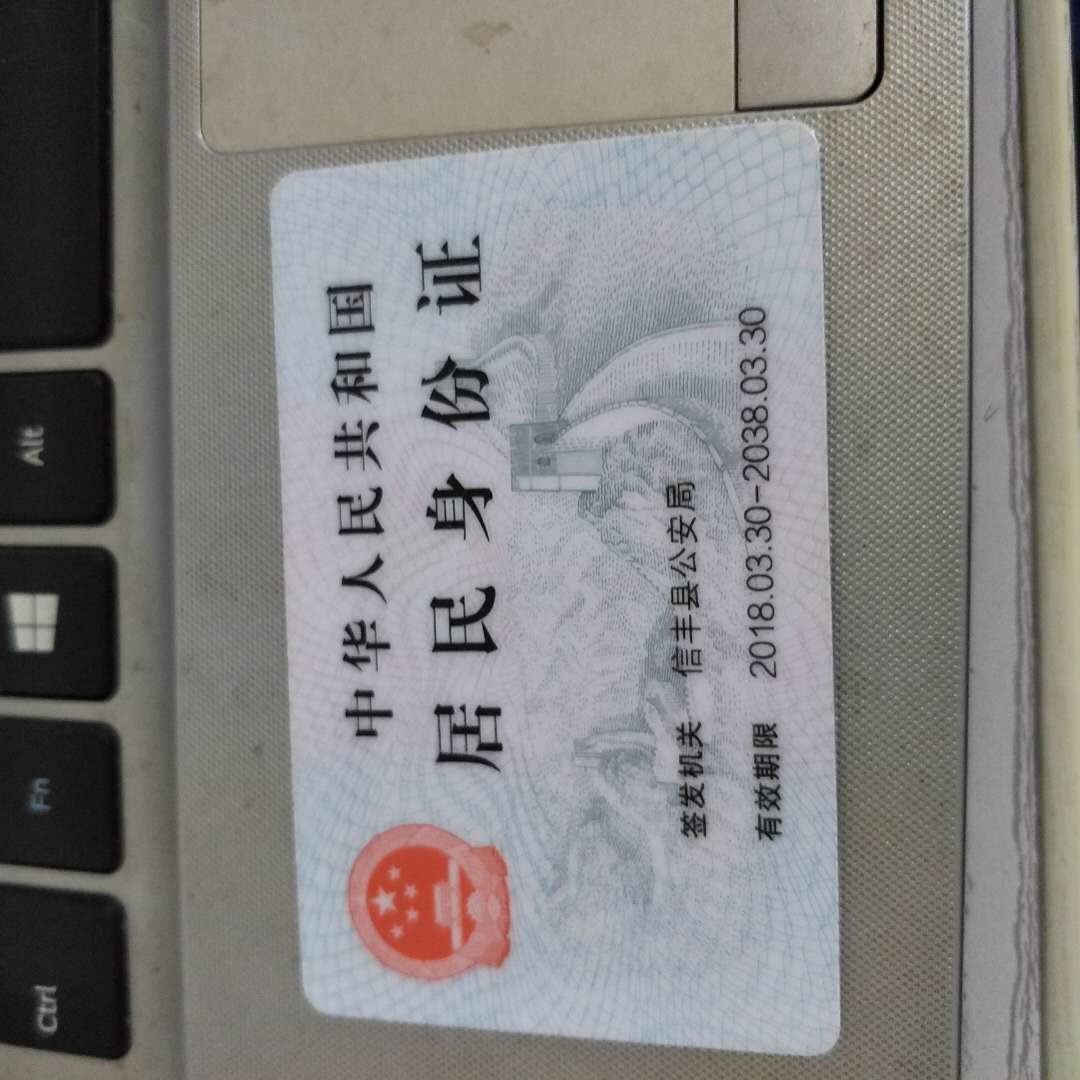 中华人民共和国
居民身份证
签发机关 信丰县公安局
有效期限 2018.03.30-2038.03.30
Alt
Fn
Ctrl